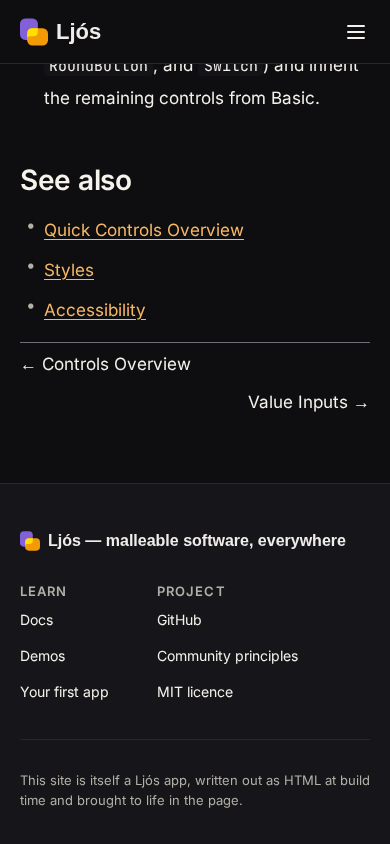 Ljós
RoundButton, and Switch) and inherit
the remaining controls from Basic.
See also
• Quick Controls Overview
• Styles
• Accessibility
← Controls Overview
Value Inputs →
Ljós — malleable software, everywhere
LEARN
Docs
Demos
Your first app
PROJECT
GitHub
Community principles
MIT licence
This site is itself a Ljós app, written out as HTML at build
time and brought to life in the page.